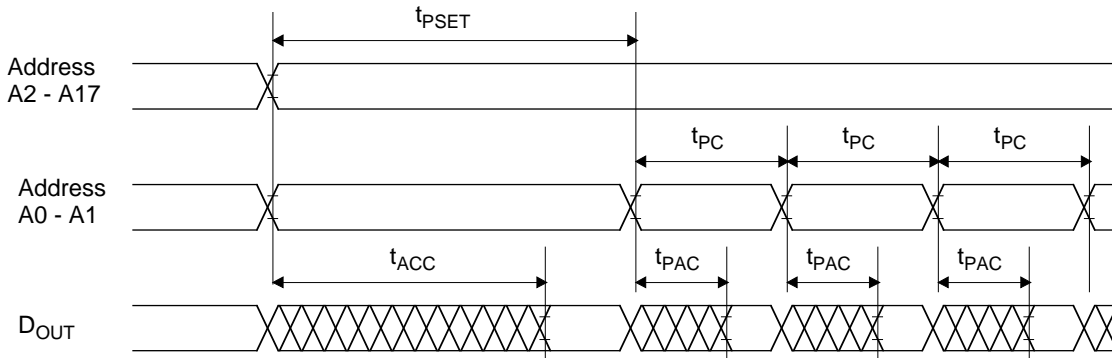 tPSET
Address
A2 - A17
tPC
tPC
tPC
Address
A0 - A1
tACC
tPAC
tPAC
tPAC
DOUT